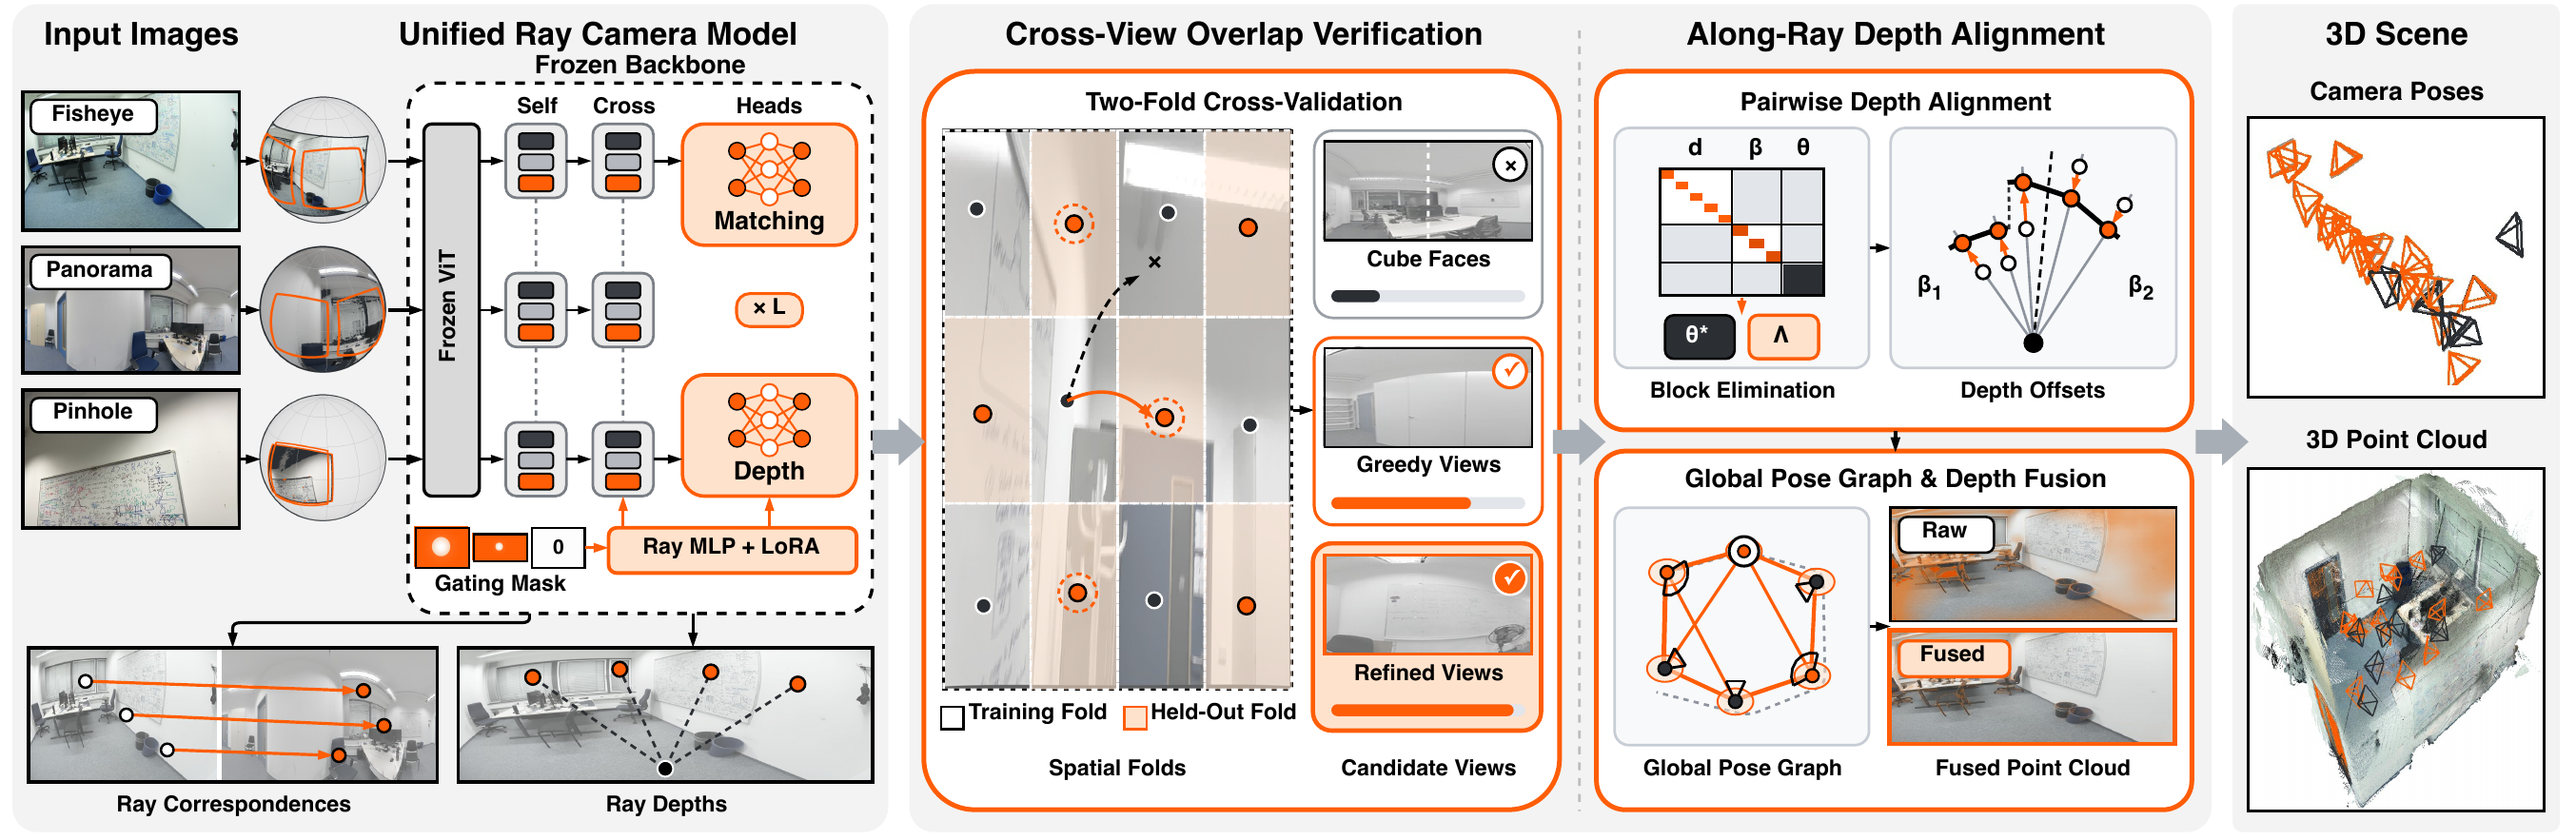 Input Images
Unified Ray Camera Model
Frozen Backbone
Fisheye
Panorama
Pinhole
Frozen ViT
Self
Cross
Heads
Matching
× L
Depth
Gating Mask
0
Ray MLP + LoRA
Ray Correspondences
Ray Depths
Cross-View Overlap Verification
Two-Fold Cross-Validation
Cube Faces
Greedy Views
Refined Views
Training Fold
Held-Out Fold
Spatial Folds
Candidate Views
Along-Ray Depth Alignment
Pairwise Depth Alignment
d β θ
θ* Λ
Block Elimination
β1
β2
Depth Offsets
Global Pose Graph & Depth Fusion
Raw
Fused
Global Pose Graph
Fused Point Cloud
3D Scene
Camera Poses
3D Point Cloud